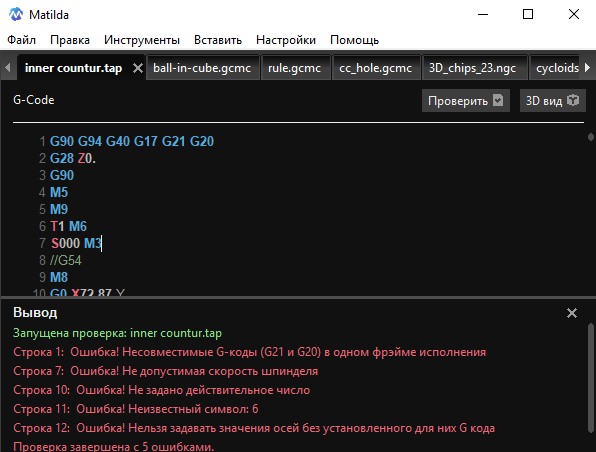 Matilda
Файл Правка Инструменты Вставить Настройки Помощь
inner countur.tap ball-in-cube.gcmc rule.gcmc cc_hole.gcmc 3D_chips_23.ngc cycloids
G-Code Проверить 3D вид
1 G90 G94 G40 G17 G21 G20
2 G28 Z0.
3 G90
4 M5
5 M9
6 T1 M6
7 S000 M3
8 //G54
9 M8
10 G0 X72.87 Y
Вывод
Запущена проверка: inner countur.tap
Строка 1: Ошибка! Несовместимые G-коды (G21 и G20) в одном фрэйме исполнения
Строка 7: Ошибка! Не допустимая скорость шпинделя
Строка 10: Ошибка! Не задано действительное число
Строка 11: Ошибка! Неизвестный символ: 6
Строка 12: Ошибка! Нельзя задавать значения осей без установленного для них G кода
Проверка завершена с 5 ошибками.